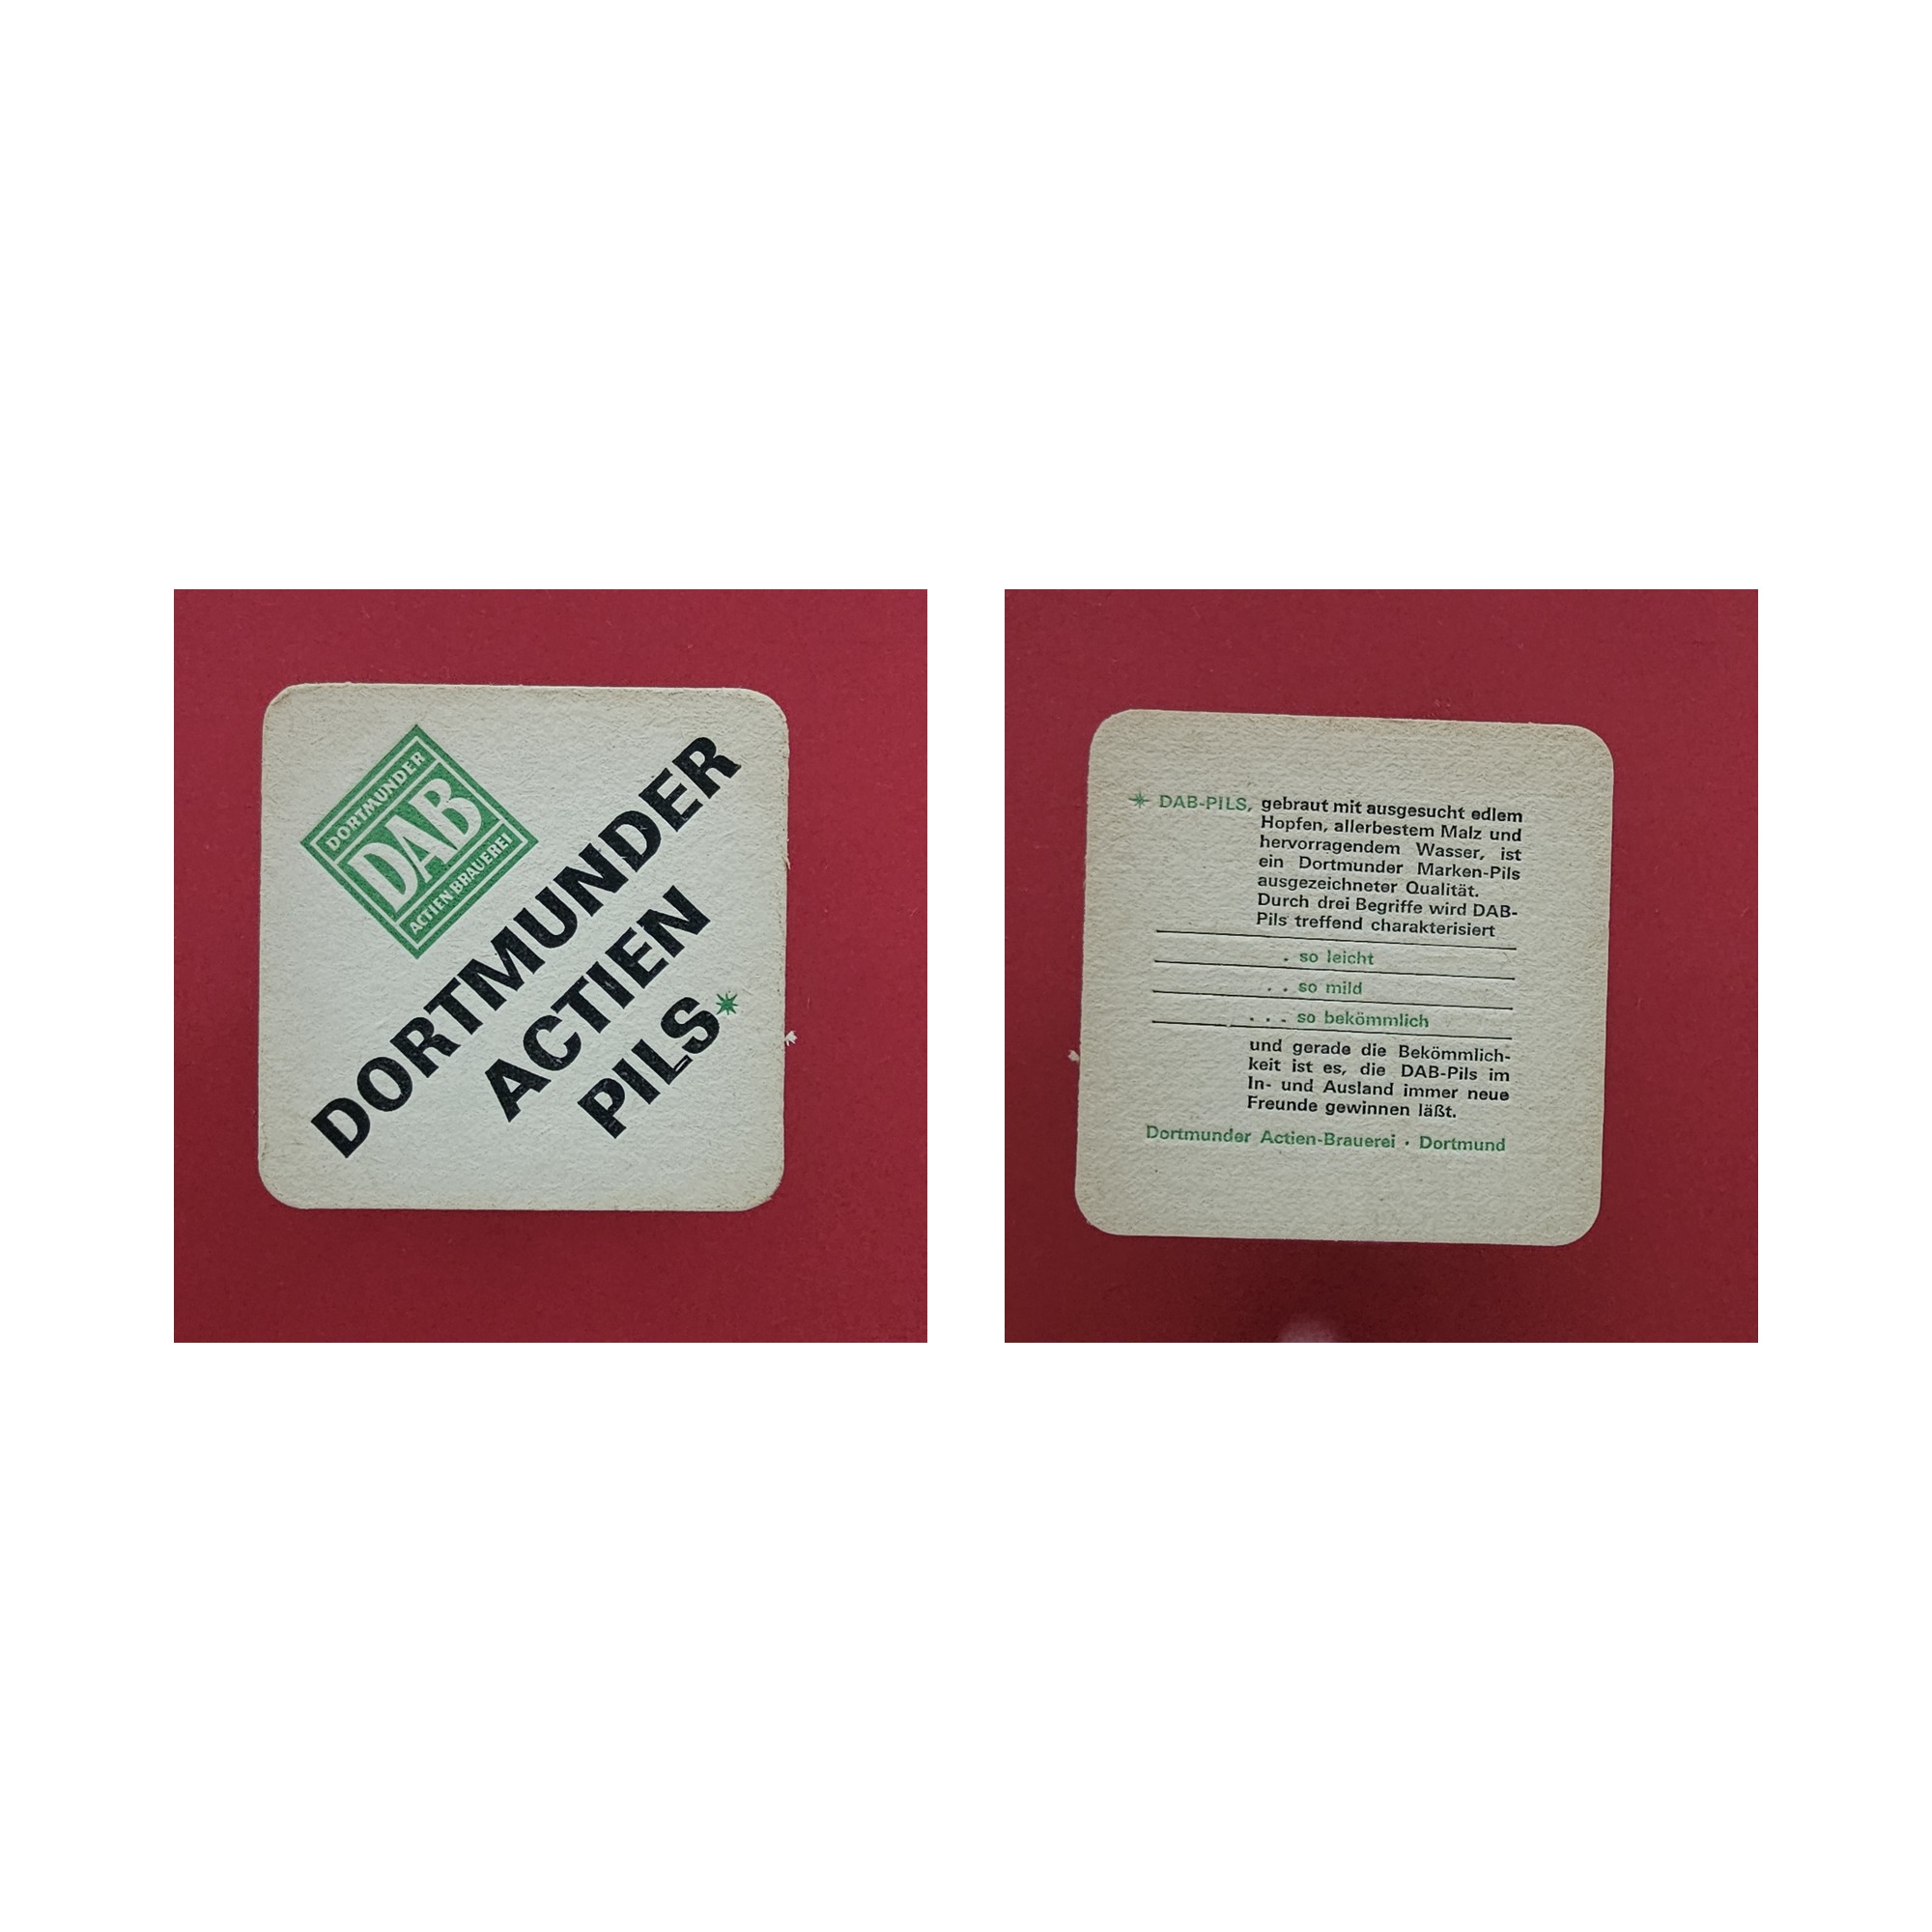 DORTMUNDER
DAB
ACTIEN-BRAUEREI
DORTMUNDER
ACTIEN
PILS*
* DAB-PILS, gebraut mit ausgesucht edlem
Hopfen, allerbestem Malz und
hervorragendem Wasser, ist
ein Dortmunder Marken-Pils
ausgezeichneter Qualität.
Durch drei Begriffe wird DAB-
Pils treffend charakterisiert
. so leicht
. . so mild
. . . so bekömmlich
und gerade die Bekömmlich-
keit ist es, die DAB-Pils im
In- und Ausland immer neue
Freunde gewinnen läßt.
Dortmunder Actien-Brauerei · Dortmund